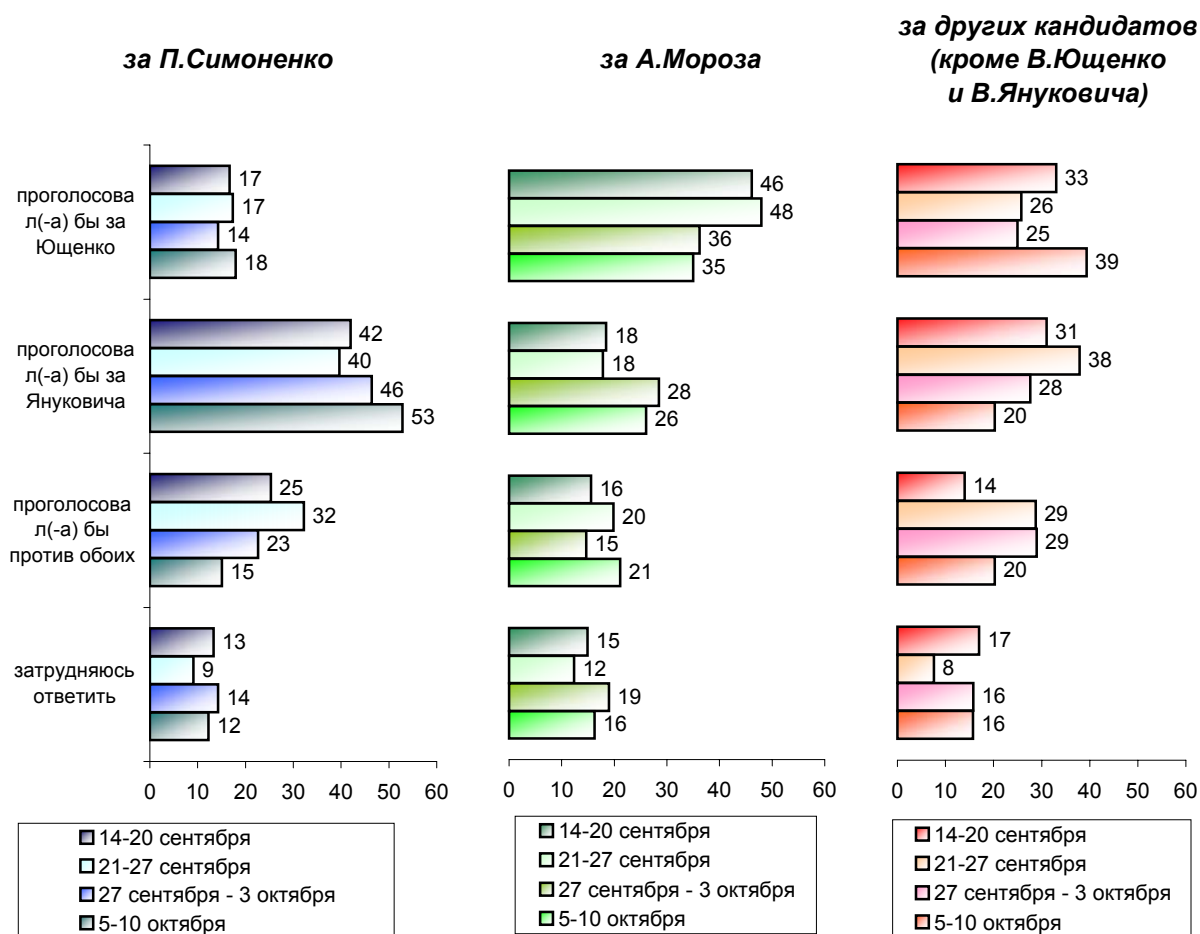 за П.Симоненко
за А.Мороза
за других кандидатов
(кроме В.Ющенко
и В.Януковича)
проголосова
л(-а) бы за
Ющенко
17
17
14
18
46
48
36
35
33
26
25
39
проголосова
л(-а) бы за
Януковича
42
40
46
53
18
18
28
26
31
38
28
20
проголосова
л(-а) бы
против обоих
25
32
23
15
16
20
15
21
14
29
29
20
затрудняюсь
ответить
13
9
14
12
15
12
19
16
17
8
16
16
0 10 20 30 40 50 60
0 10 20 30 40 50 60
0 10 20 30 40 50 60
14-20 сентября
21-27 сентября
27 сентября - 3 октября
5-10 октября
14-20 сентября
21-27 сентября
27 сентября - 3 октября
5-10 октября
14-20 сентября
21-27 сентября
27 сентября - 3 октября
5-10 октября